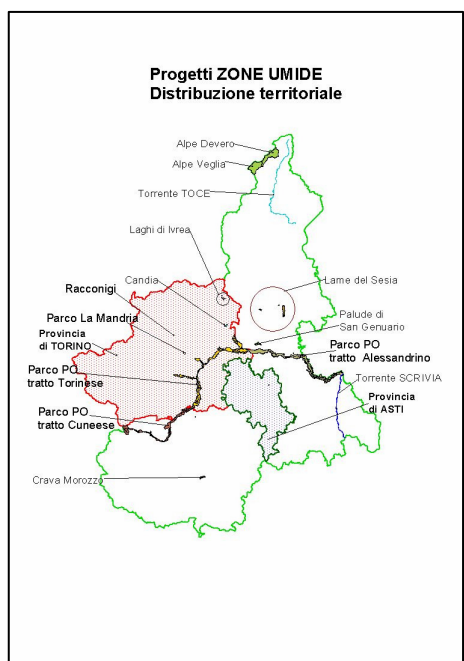 Progetti ZONE UMIDE
Distribuzione territoriale
Alpe Devero
Alpe Veglia
Torrente TOCE
Laghi di Ivrea
Candia
Lame del Sesia
Racconigi
Palude di
San Genuario
Parco La Mandria
Provincia
di TORINO
Parco PO
tratto Alessandrino
Parco PO
tratto Torinese
Torrente SCRIVIA
Provincia
di ASTI
Parco PO
tratto Cuneese
Crava Morozzo